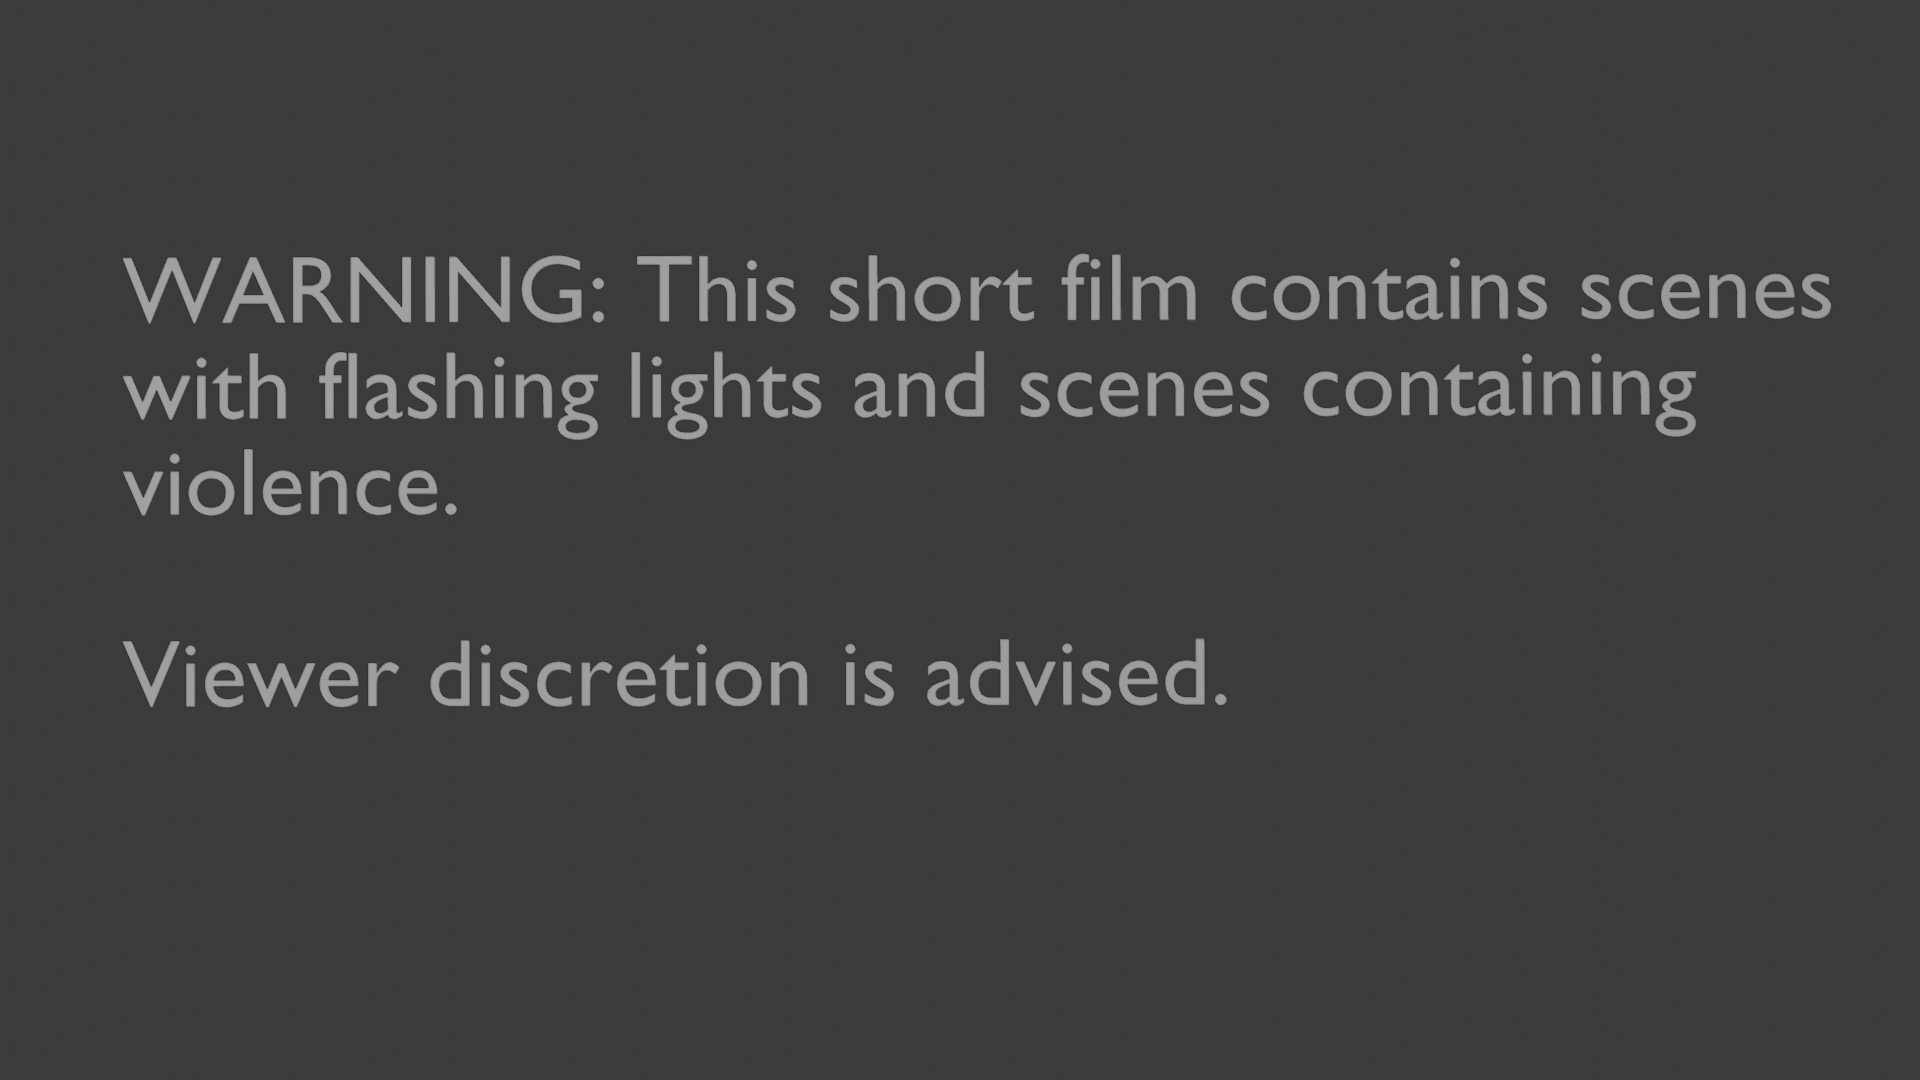 WARNING: This short film contains scenes
with flashing lights and scenes containing
violence.
Viewer discretion is advised.